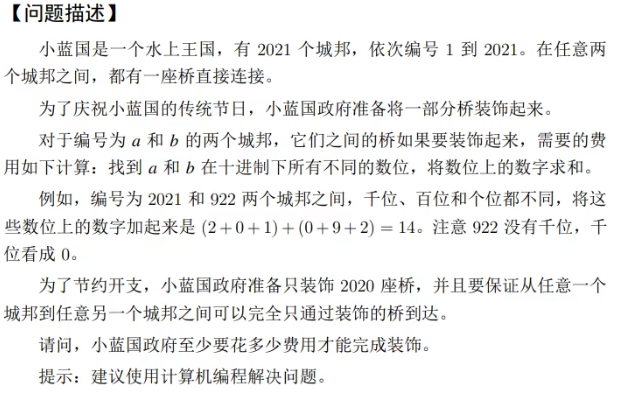 【问题描述】
小蓝国是一个水上王国，有 2021 个城邦，依次编号 1 到 2021。在任意两
个城邦之间，都有一座桥直接连接。
为了庆祝小蓝国的传统节日，小蓝国政府准备将一部分桥装饰起来。
对于编号为 a 和 b 的两个城邦，它们之间的桥如果要装饰起来，需要的费
用如下计算：找到 a 和 b 在十进制下所有不同的数位，将数位上的数字求和。
例如，编号为 2021 和 922 两个城邦之间，千位、百位和个位都不同，将这
些数位上的数字加起来是 (2+0+1)+(0+9+2) = 14。注意 922 没有千位，千
位看成 0。
为了节约开支，小蓝国政府准备只装饰 2020 座桥，并且要保证从任意一个
城邦到任意另一个城邦之间可以完全只通过装饰的桥到达。
请问，小蓝国政府至少要花多少费用才能完成装饰。
提示：建议使用计算机编程解决问题。